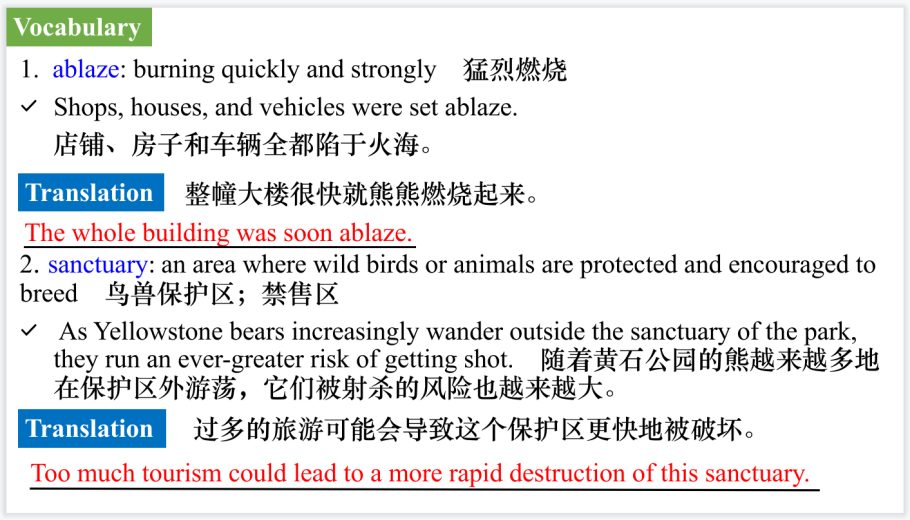 Vocabulary
1. ablaze: burning quickly and strongly 猛烈燃烧
✓ Shops, houses, and vehicles were set ablaze.
店铺、房子和车辆全都陷于火海。
Translation 整幢大楼很快就熊熊燃烧起来。
The whole building was soon ablaze.
2. sanctuary: an area where wild birds or animals are protected and encouraged to
breed 鸟兽保护区；禁售区
✓ As Yellowstone bears increasingly wander outside the sanctuary of the park,
they run an ever-greater risk of getting shot. 随着黄石公园的熊越来越多地
在保护区外游荡，它们被射杀的风险也越来越大。
Translation 过多的旅游可能会导致这个保护区更快地被破坏。
Too much tourism could lead to a more rapid destruction of this sanctuary.